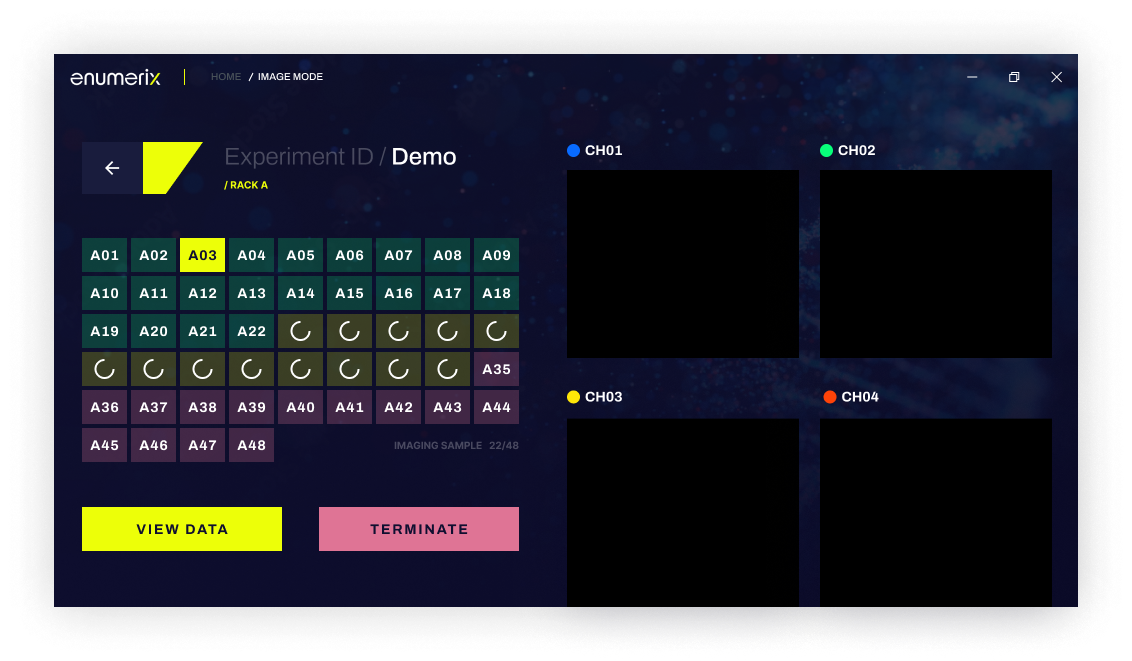 enumerix HOME / IMAGE MODE
Experiment ID / Demo
/ RACK A
A01 A02 A03 A04 A05 A06 A07 A08 A09
A10 A11 A12 A13 A14 A15 A16 A17 A18
A19 A20 A21 A22
A35
A36 A37 A38 A39 A40 A41 A42 A43 A44
A45 A46 A47 A48 IMAGING SAMPLE 22/48
VIEW DATA TERMINATE
CH01 CH02
CH03 CH04